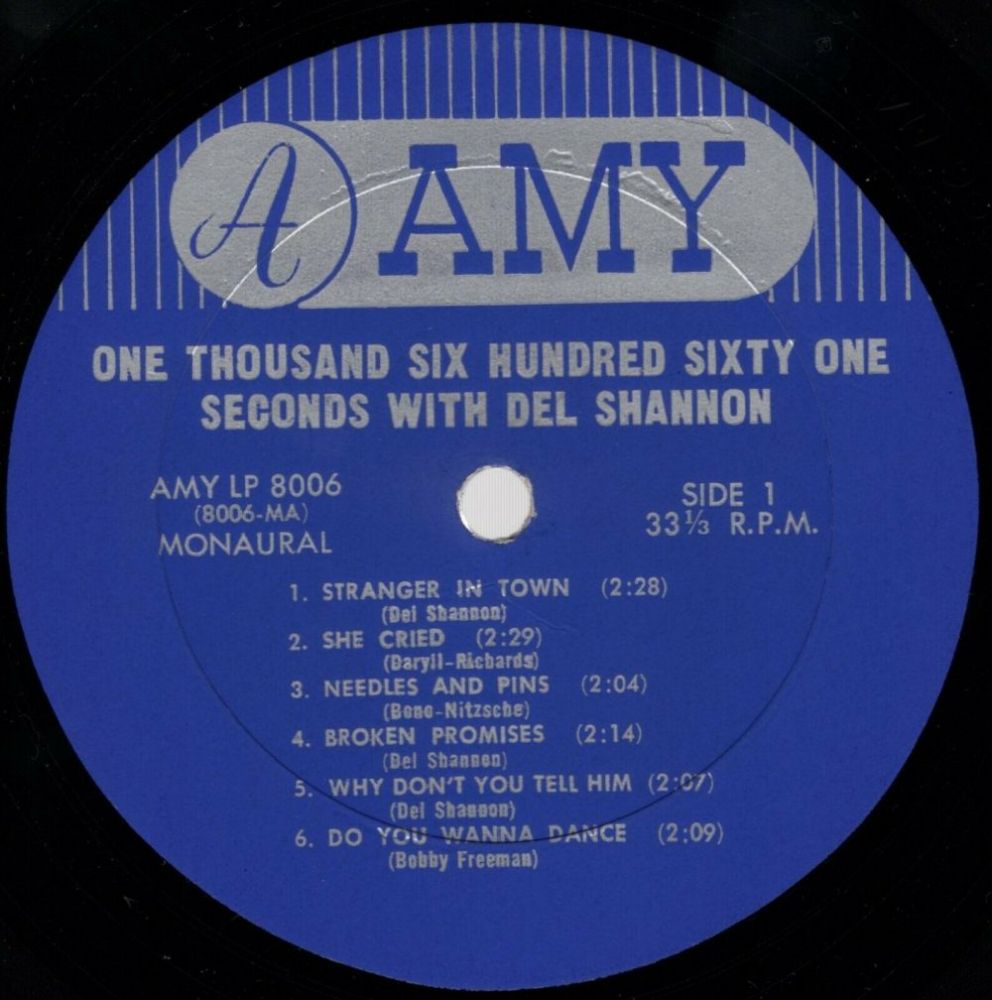 A AMY
ONE THOUSAND SIX HUNDRED SIXTY ONE
SECONDS WITH DEL SHANNON
AMY LP 8006
(8006-MA)
MONAURAL
SIDE 1
33⅓ R.P.M.
1. STRANGER IN TOWN (2:28)
(Del Shannon)
2. SHE CRIED (2:29)
(Daryll-Richards)
3. NEEDLES AND PINS (2:04)
(Bono-Nitzsche)
4. BROKEN PROMISES (2:14)
(Del Shannon)
5. WHY DON'T YOU TELL HIM (2:07)
(Del Shannon)
6. DO YOU WANNA DANCE (2:09)
(Bobby Freeman)